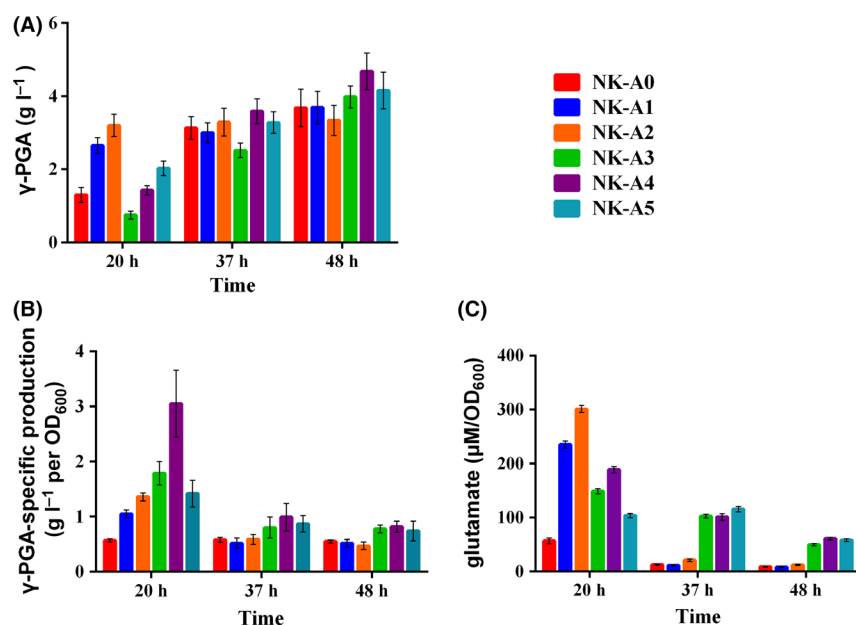 (A)
γ-PGA (g l⁻¹)
6
4
2
0
20 h 37 h 48 h
Time
NK-A0
NK-A1
NK-A2
NK-A3
NK-A4
NK-A5
(B)
γ-PGA-specific production
(g l⁻¹ per OD₆₀₀)
4
3
2
1
0
20 h 37 h 48 h
Time
(C)
glutamate (μM/OD₆₀₀)
400
300
200
100
0
20 h 37 h 48 h
Time